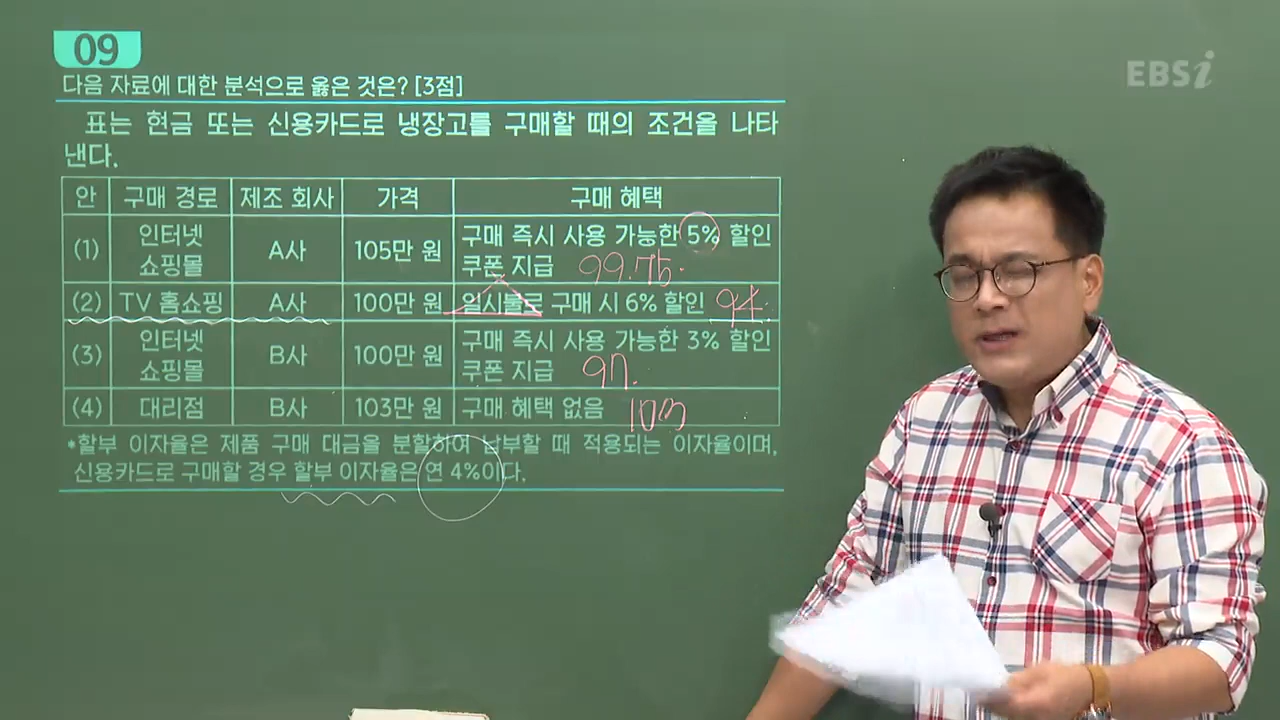 09
EBSi
다음 자료에 대한 분석으로 옳은 것은? [3점]
표는 현금 또는 신용카드로 냉장고를 구매할 때의 조건을 나타
낸다.
안 구매 경로 제조 회사 가격 구매 혜택
(1) 인터넷 쇼핑몰 A사 105만 원 구매 즉시 사용 가능한 5% 할인
쿠폰 지급 99.75.
(2) TV 홈쇼핑 A사 100만 원 일시불로 구매 시 6% 할인 94.
(3) 인터넷 쇼핑몰 B사 100만 원 구매 즉시 사용 가능한 3% 할인
쿠폰 지급 97.
(4) 대리점 B사 103만 원 구매 혜택 없음 103
*할부 이자율은 제품 구매 대금을 분할하여 납부할 때 적용되는 이자율이며,
신용카드로 구매할 경우 할부 이자율은 연 4%이다.